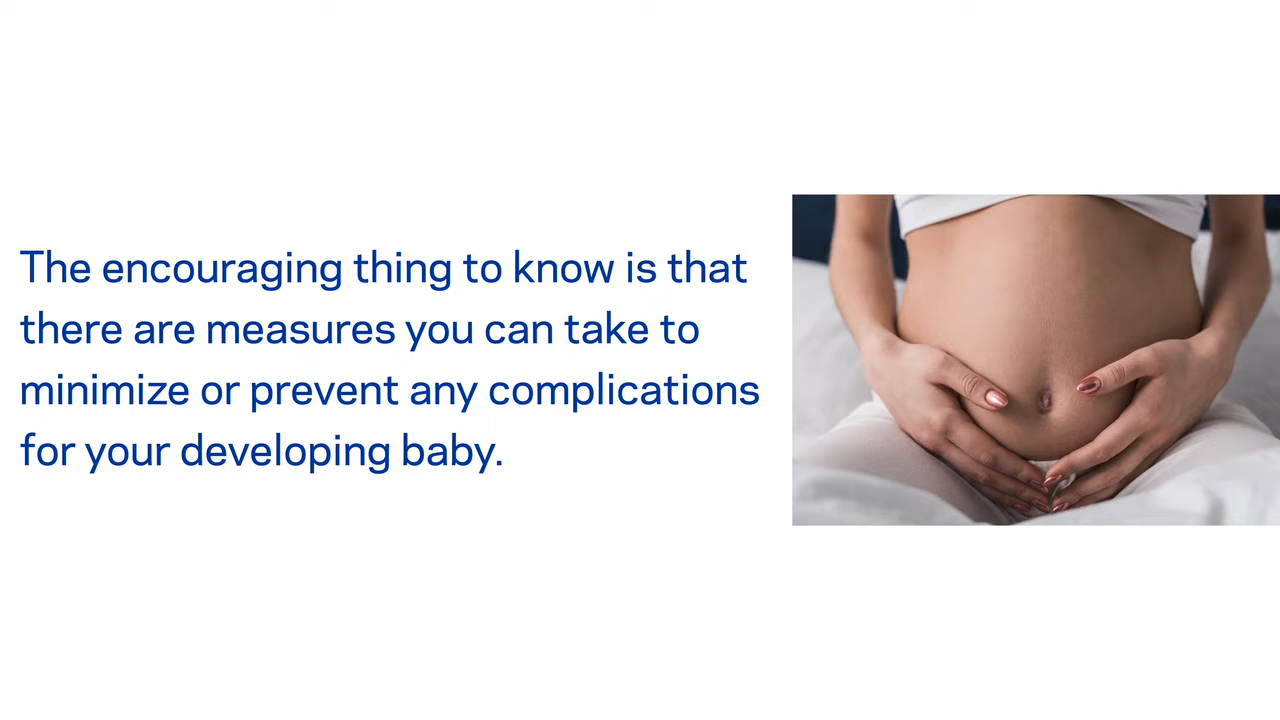 The encouraging thing to know is that
there are measures you can take to
minimize or prevent any complications
for your developing baby.